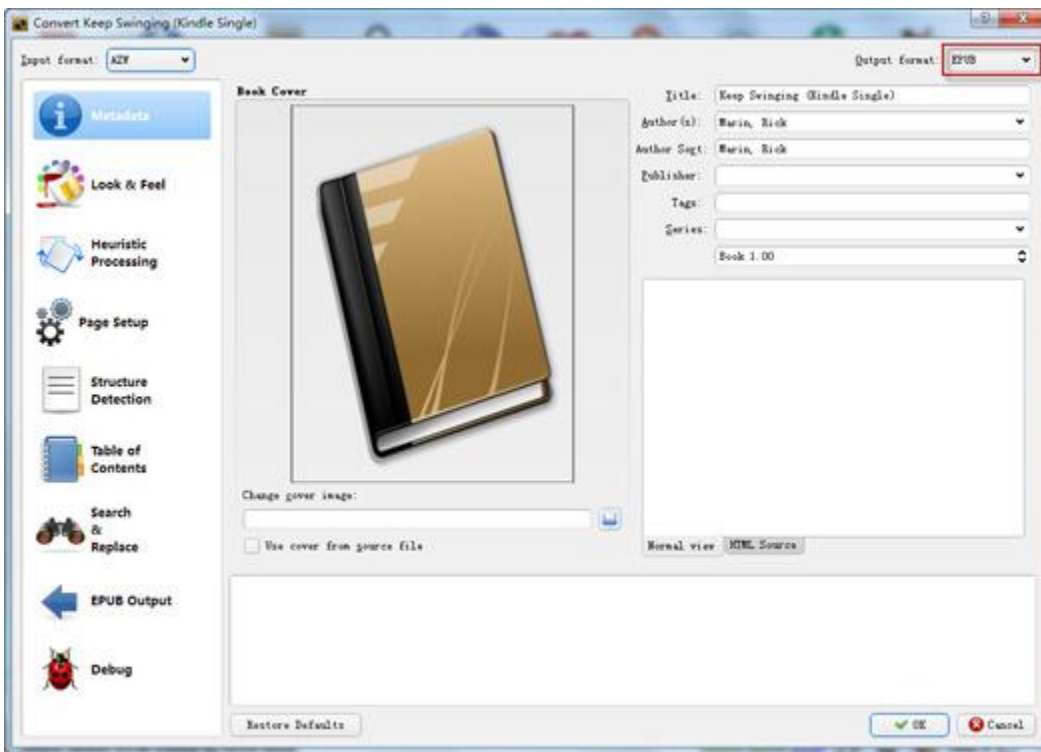 Convert Keep Swinging (Kindle Single)
Input format: AZW
Output format: EPUB
Metadata
Look & Feel
Heuristic
Processing
Page Setup
Structure
Detection
Table of
Contents
Search
&
Replace
EPUB Output
Debug
Book Cover
Change cover image:
Use cover from source file
Title: Keep Swinging (Kindle Single)
Author(s): Marin, Rick
Author Sort: Marin, Rick
Publisher:
Tags:
Series:
Book 1.00
Normal view HTML Source
Restore Defaults
OK
Cancel